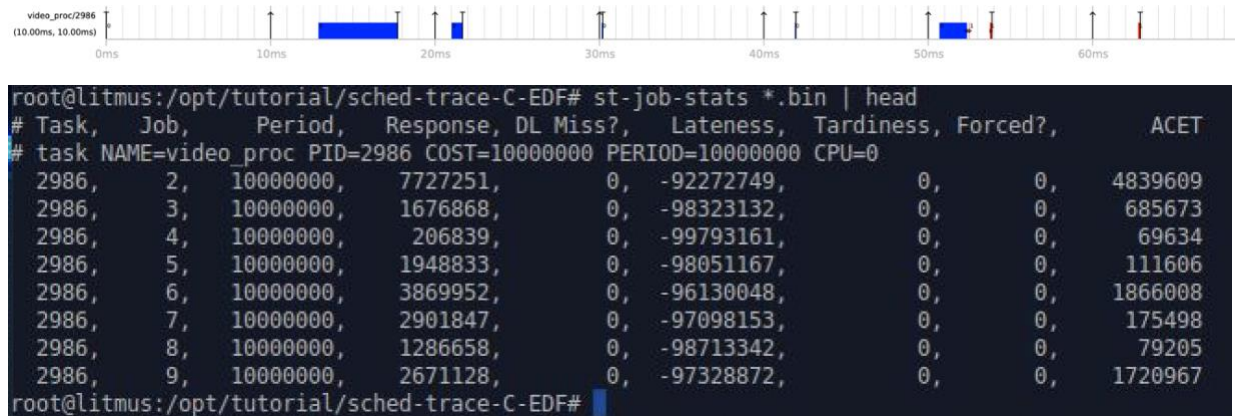 video_proc/2986
(10.00ms, 10.00ms)
0ms 10ms 20ms 30ms 40ms 50ms 60ms
root@litmus:/opt/tutorial/sched-trace-C-EDF# st-job-stats *.bin | head
# Task, Job, Period, Response, DL Miss?, Lateness, Tardiness, Forced?, ACET
# task NAME=video_proc PID=2986 COST=10000000 PERIOD=10000000 CPU=0
2986, 2, 10000000, 7727251, 0, -92272749, 0, 0, 4839609
2986, 3, 10000000, 1676868, 0, -98323132, 0, 0, 685673
2986, 4, 10000000, 206839, 0, -99793161, 0, 0, 69634
2986, 5, 10000000, 1948833, 0, -98051167, 0, 0, 111606
2986, 6, 10000000, 3869952, 0, -96130048, 0, 0, 1866008
2986, 7, 10000000, 2901847, 0, -97098153, 0, 0, 175498
2986, 8, 10000000, 1286658, 0, -98713342, 0, 0, 79205
2986, 9, 10000000, 2671128, 0, -97328872, 0, 0, 1720967
root@litmus:/opt/tutorial/sched-trace-C-EDF#